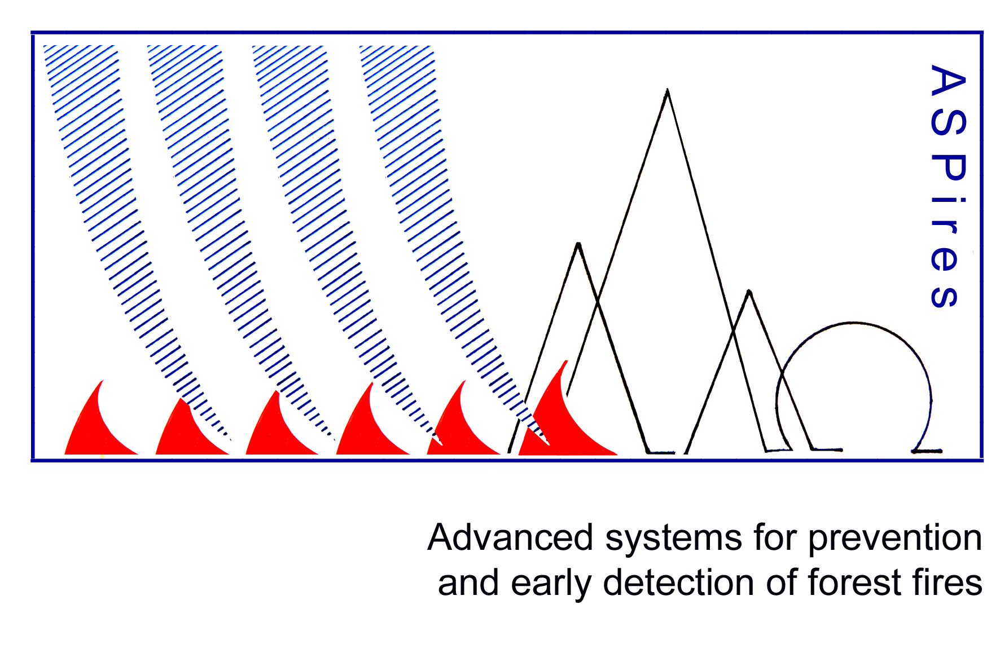 ASPires
Advanced systems for prevention
and early detection of forest fires